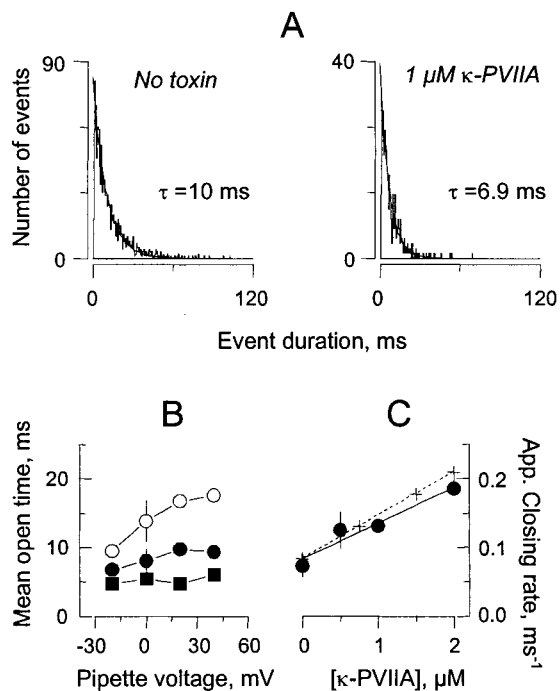 A
90
No toxin
Number of events
τ =10 ms
0
0
120
40
1 µM κ-PVIIA
τ =6.9 ms
0
0
120
Event duration, ms
B
C
Mean open time, ms
20
10
0
-30
0
30
60
Pipette voltage, mV
0.2
0.1
0.0
App. Closing rate, ms-1
0
1
2
[κ-PVIIA], µM